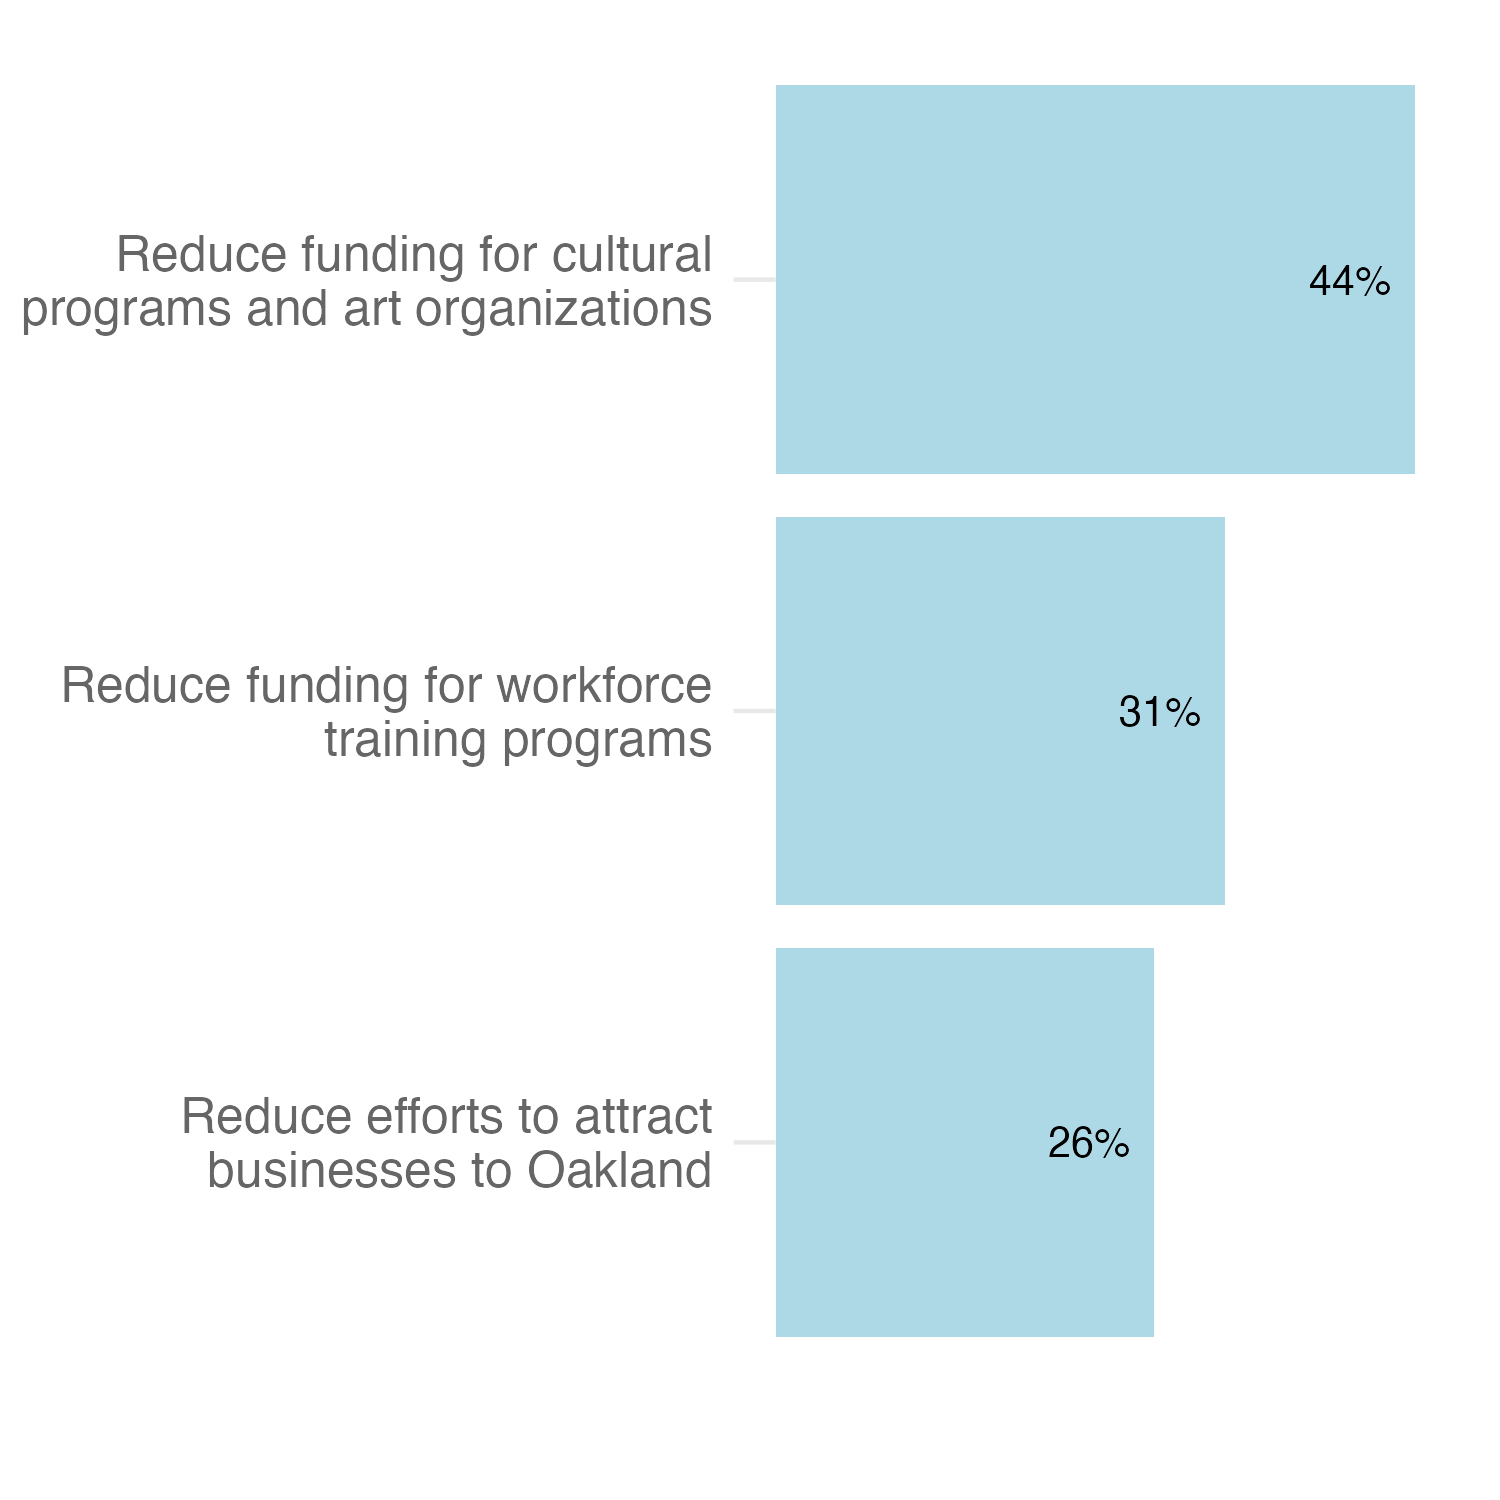 Reduce funding for cultural
programs and art organizations
44%
Reduce funding for workforce
training programs
31%
Reduce efforts to attract
businesses to Oakland
26%